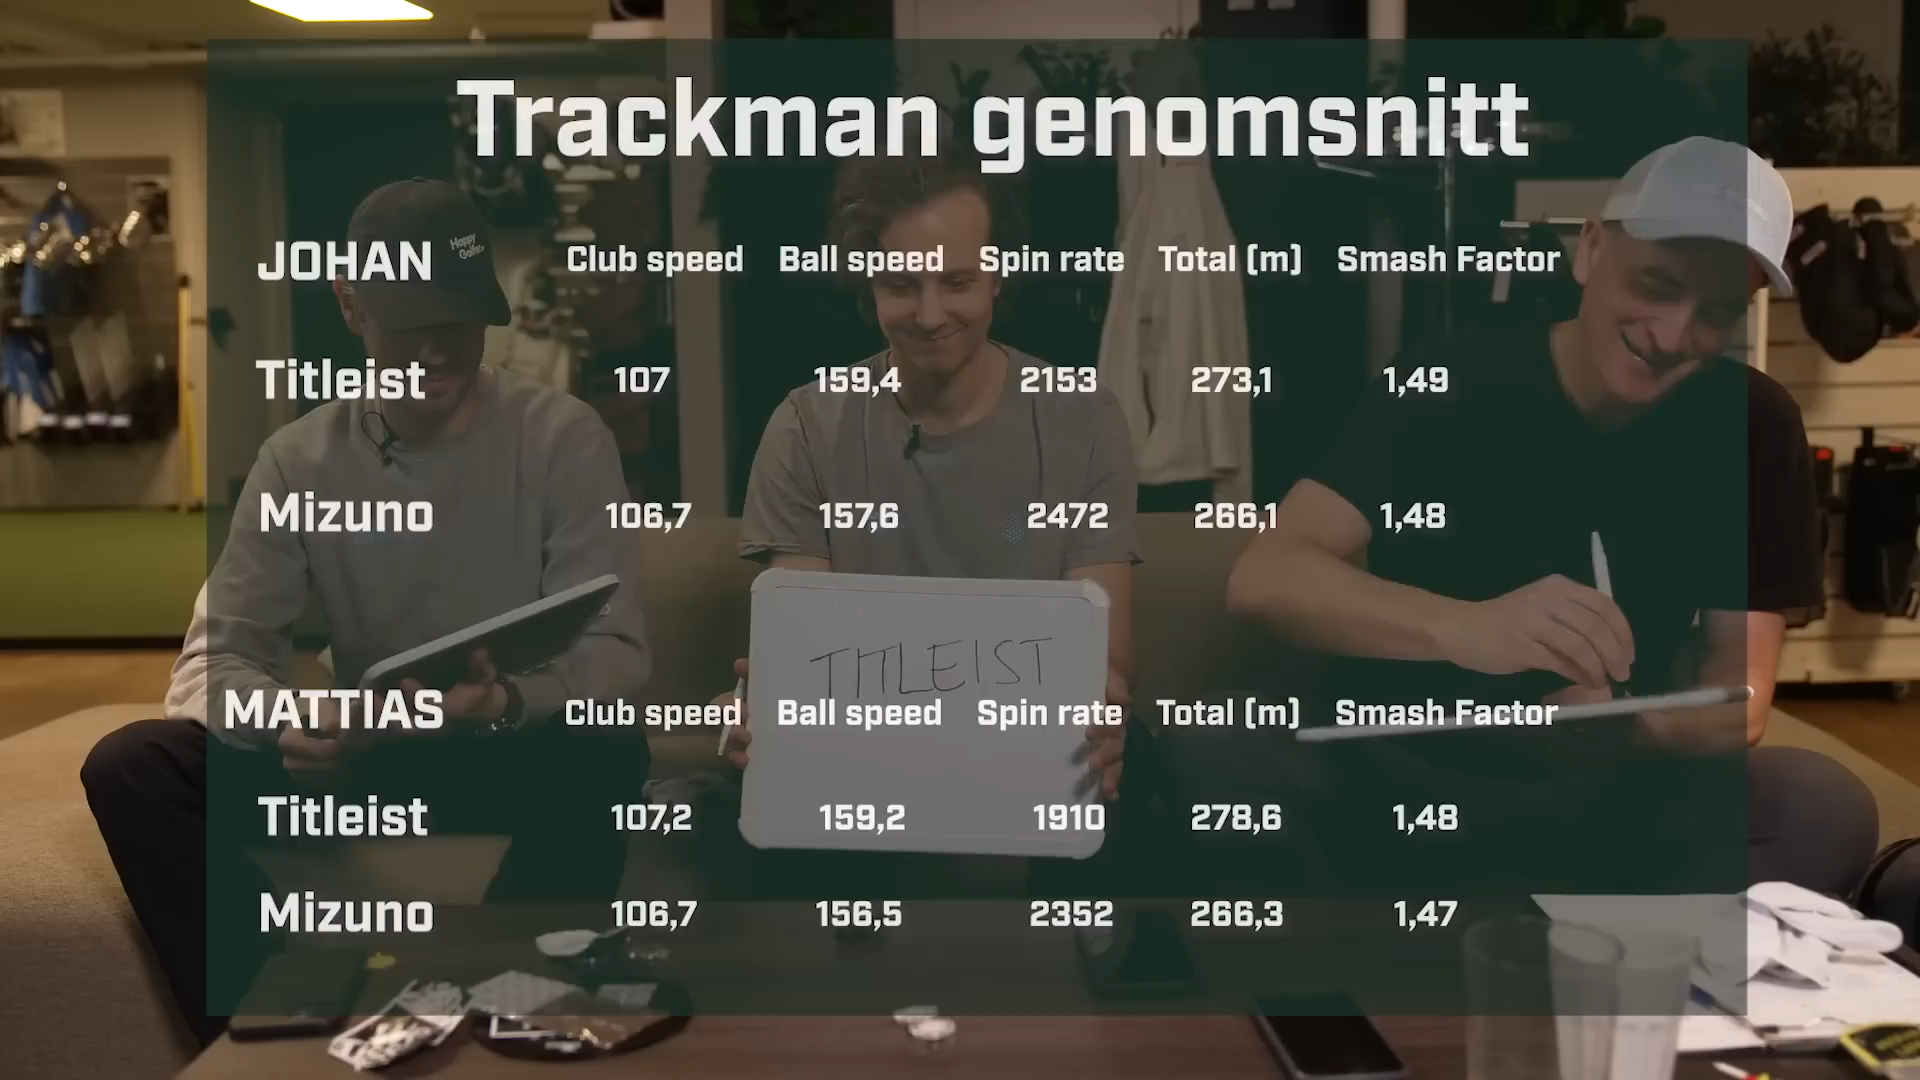 Trackman genomsnitt
Happy
Golfer
JOHAN Club speed Ball speed Spin rate Total (m) Smash Factor
Titleist 107 159,4 2153 273,1 1,49
Mizuno 106,7 157,6 2472 266,1 1,48
TITLEIST
MATTIAS Club speed Ball speed Spin rate Total (m) Smash Factor
Titleist 107,2 159,2 1910 278,6 1,48
Mizuno 106,7 156,5 2352 266,3 1,47